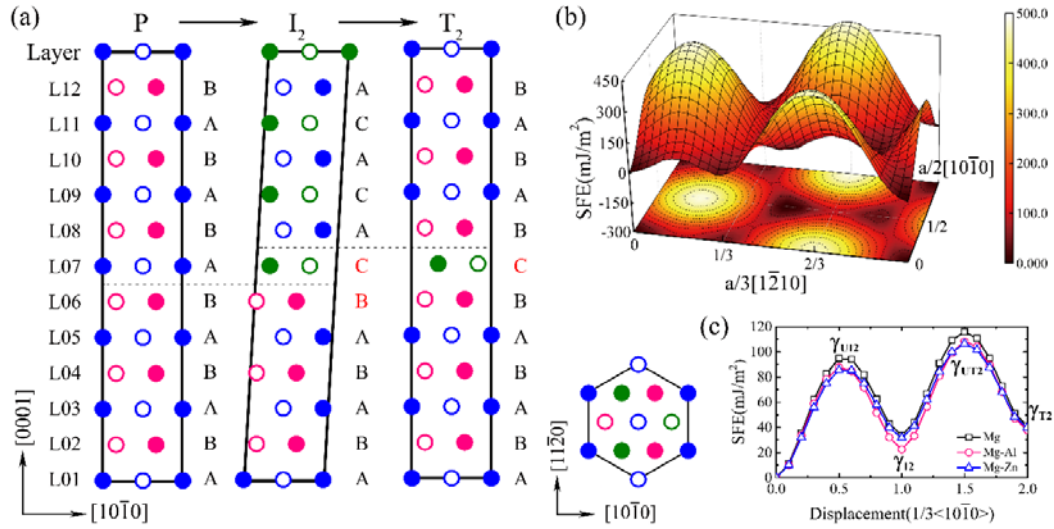 (a)
P
I₂
T₂
Layer
L12 B A B
L11 A C A
L10 B A B
L09 A C A
L08 B A B
L07 A C C
L06 B B B
L05 A A A
L04 B A B
L03 A A A
L02 B A B
L01 A A A
[0001]
[101̄0]
[112̄0]
[101̄0]
(b)
SFE(mJ/m²)
450
300
150
0
-150
-300
0
1/3
2/3
a/3[12̄10]
0
1/2
a/2[101̄0]
500.0
400.0
300.0
200.0
100.0
0.000
(c)
SFE(mJ/m²)
120
100
80
60
40
20
0
γUI2
γI2
γUT2
γT2
Mg
Mg-Al
Mg-Zn
0.0 0.5 1.0 1.5 2.0
Displacement(1/3<101̄0>)